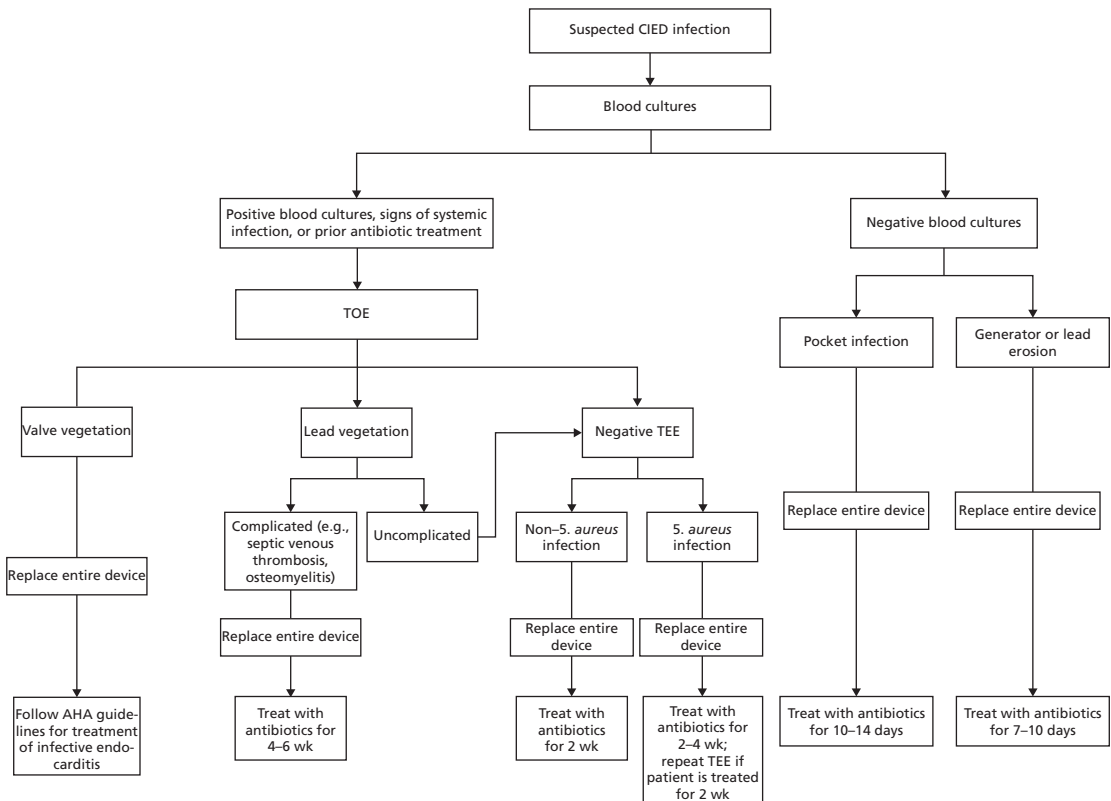 Suspected CIED infection
Blood cultures
Positive blood cultures, signs of systemic
infection, or prior antibiotic treatment
Negative blood cultures
TOE
Pocket infection
Generator or lead
erosion
Valve vegetation
Lead vegetation
Negative TEE
Complicated (e.g.,
septic venous
thrombosis,
osteomyelitis)
Uncomplicated
Non–5. aureus
infection
5. aureus
infection
Replace entire device
Replace entire device
Replace entire device
Replace entire device
Replace entire
device
Replace entire
device
Follow AHA guide-
lines for treatment
of infective endo-
carditis
Treat with
antibiotics for
4–6 wk
Treat with
antibiotics
for 2 wk
Treat with
antibiotics for
2–4 wk;
repeat TEE if
patient is treated
for 2 wk
Treat with antibiotics
for 10–14 days
Treat with antibiotics
for 7–10 days